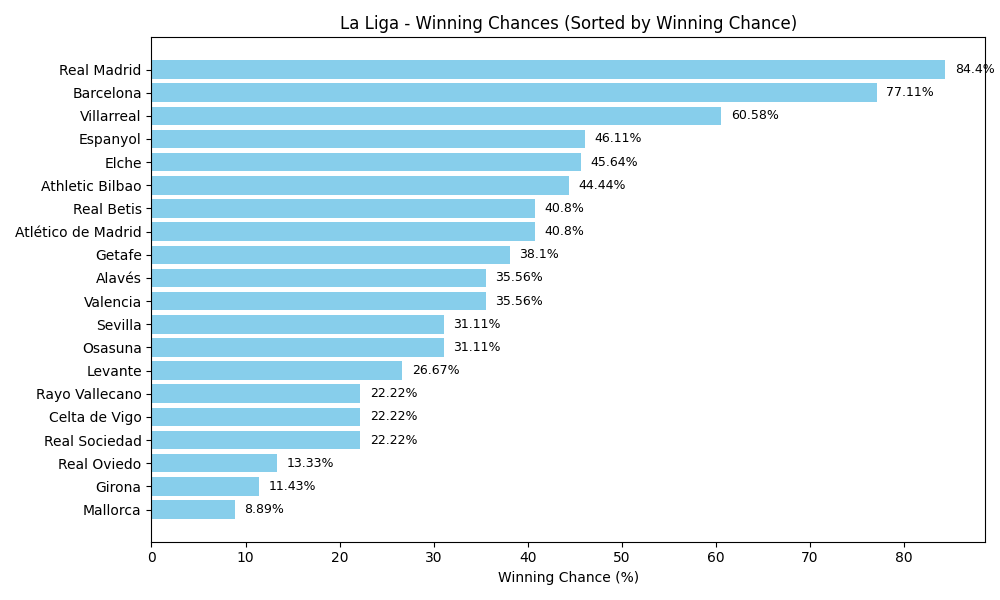 La Liga - Winning Chances (Sorted by Winning Chance)
Real Madrid 84.4%
Barcelona 77.11%
Villarreal 60.58%
Espanyol 46.11%
Elche 45.64%
Athletic Bilbao 44.44%
Real Betis 40.8%
Atlético de Madrid 40.8%
Getafe 38.1%
Alavés 35.56%
Valencia 35.56%
Sevilla 31.11%
Osasuna 31.11%
Levante 26.67%
Rayo Vallecano 22.22%
Celta de Vigo 22.22%
Real Sociedad 22.22%
Real Oviedo 13.33%
Girona 11.43%
Mallorca 8.89%
0 10 20 30 40 50 60 70 80
Winning Chance (%)